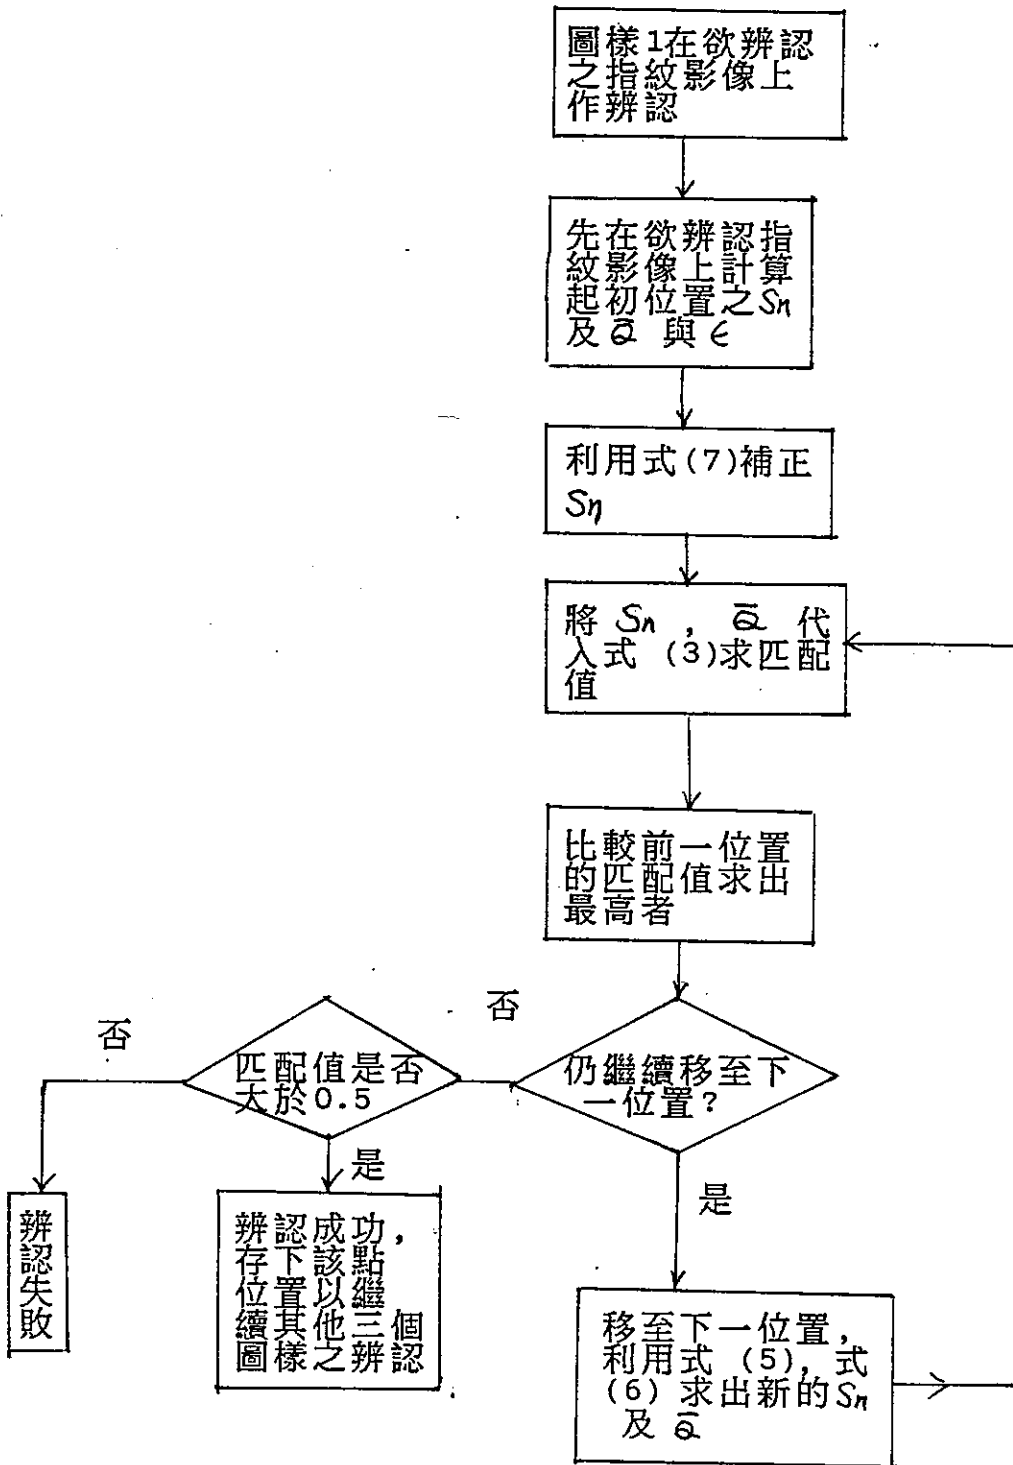 圖樣1在欲辨認
之指紋影像上
作辨認
先在欲辨認指
紋影像上計算
起初位置之Sn
及Q̄ 與 ϵ
利用式(7)補正
Sn
將 Sn , Q̄ 代
入式 (3)求匹配
值
比較前一位置
的匹配值求出
最高者
仍繼續移至下
一位置?
否
匹配值是否
大於0.5
否
是
是
辨認失敗
辨認成功,
存下該點
位置以繼
續其他三個
圖樣之辨認
移至下一位置,
利用式 (5), 式
(6) 求出新的Sn
及 Q̄